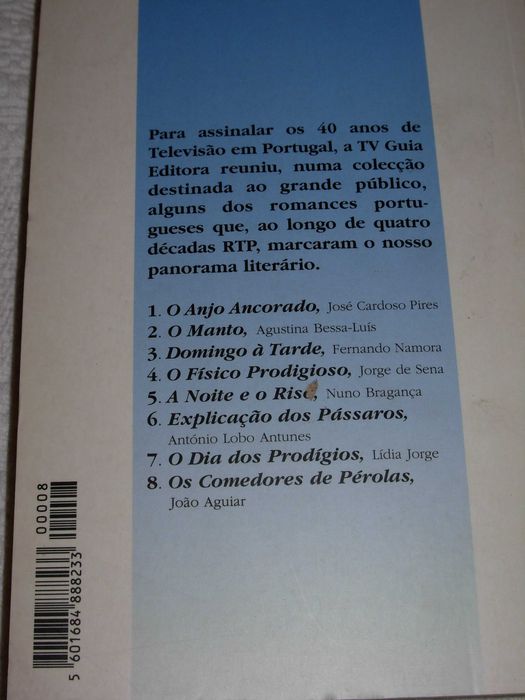 Para assinalar os 40 anos de
Televisão em Portugal, a TV Guia
Editora reuniu, numa colecção
destinada ao grande público,
alguns dos romances portu-
gueses que, ao longo de quatro
décadas RTP, marcaram o nosso
panorama literário.
1. O Anjo Ancorado, José Cardoso Pires
2. O Manto, Agustina Bessa-Luís
3. Domingo à Tarde, Fernando Namora
4. O Físico Prodigioso, Jorge de Sena
5. A Noite e o Riso, Nuno Bragança
6. Explicação dos Pássaros,
António Lobo Antunes
7. O Dia dos Prodígios, Lídia Jorge
8. Os Comedores de Pérolas,
João Aguiar
00008
5 601684 888233